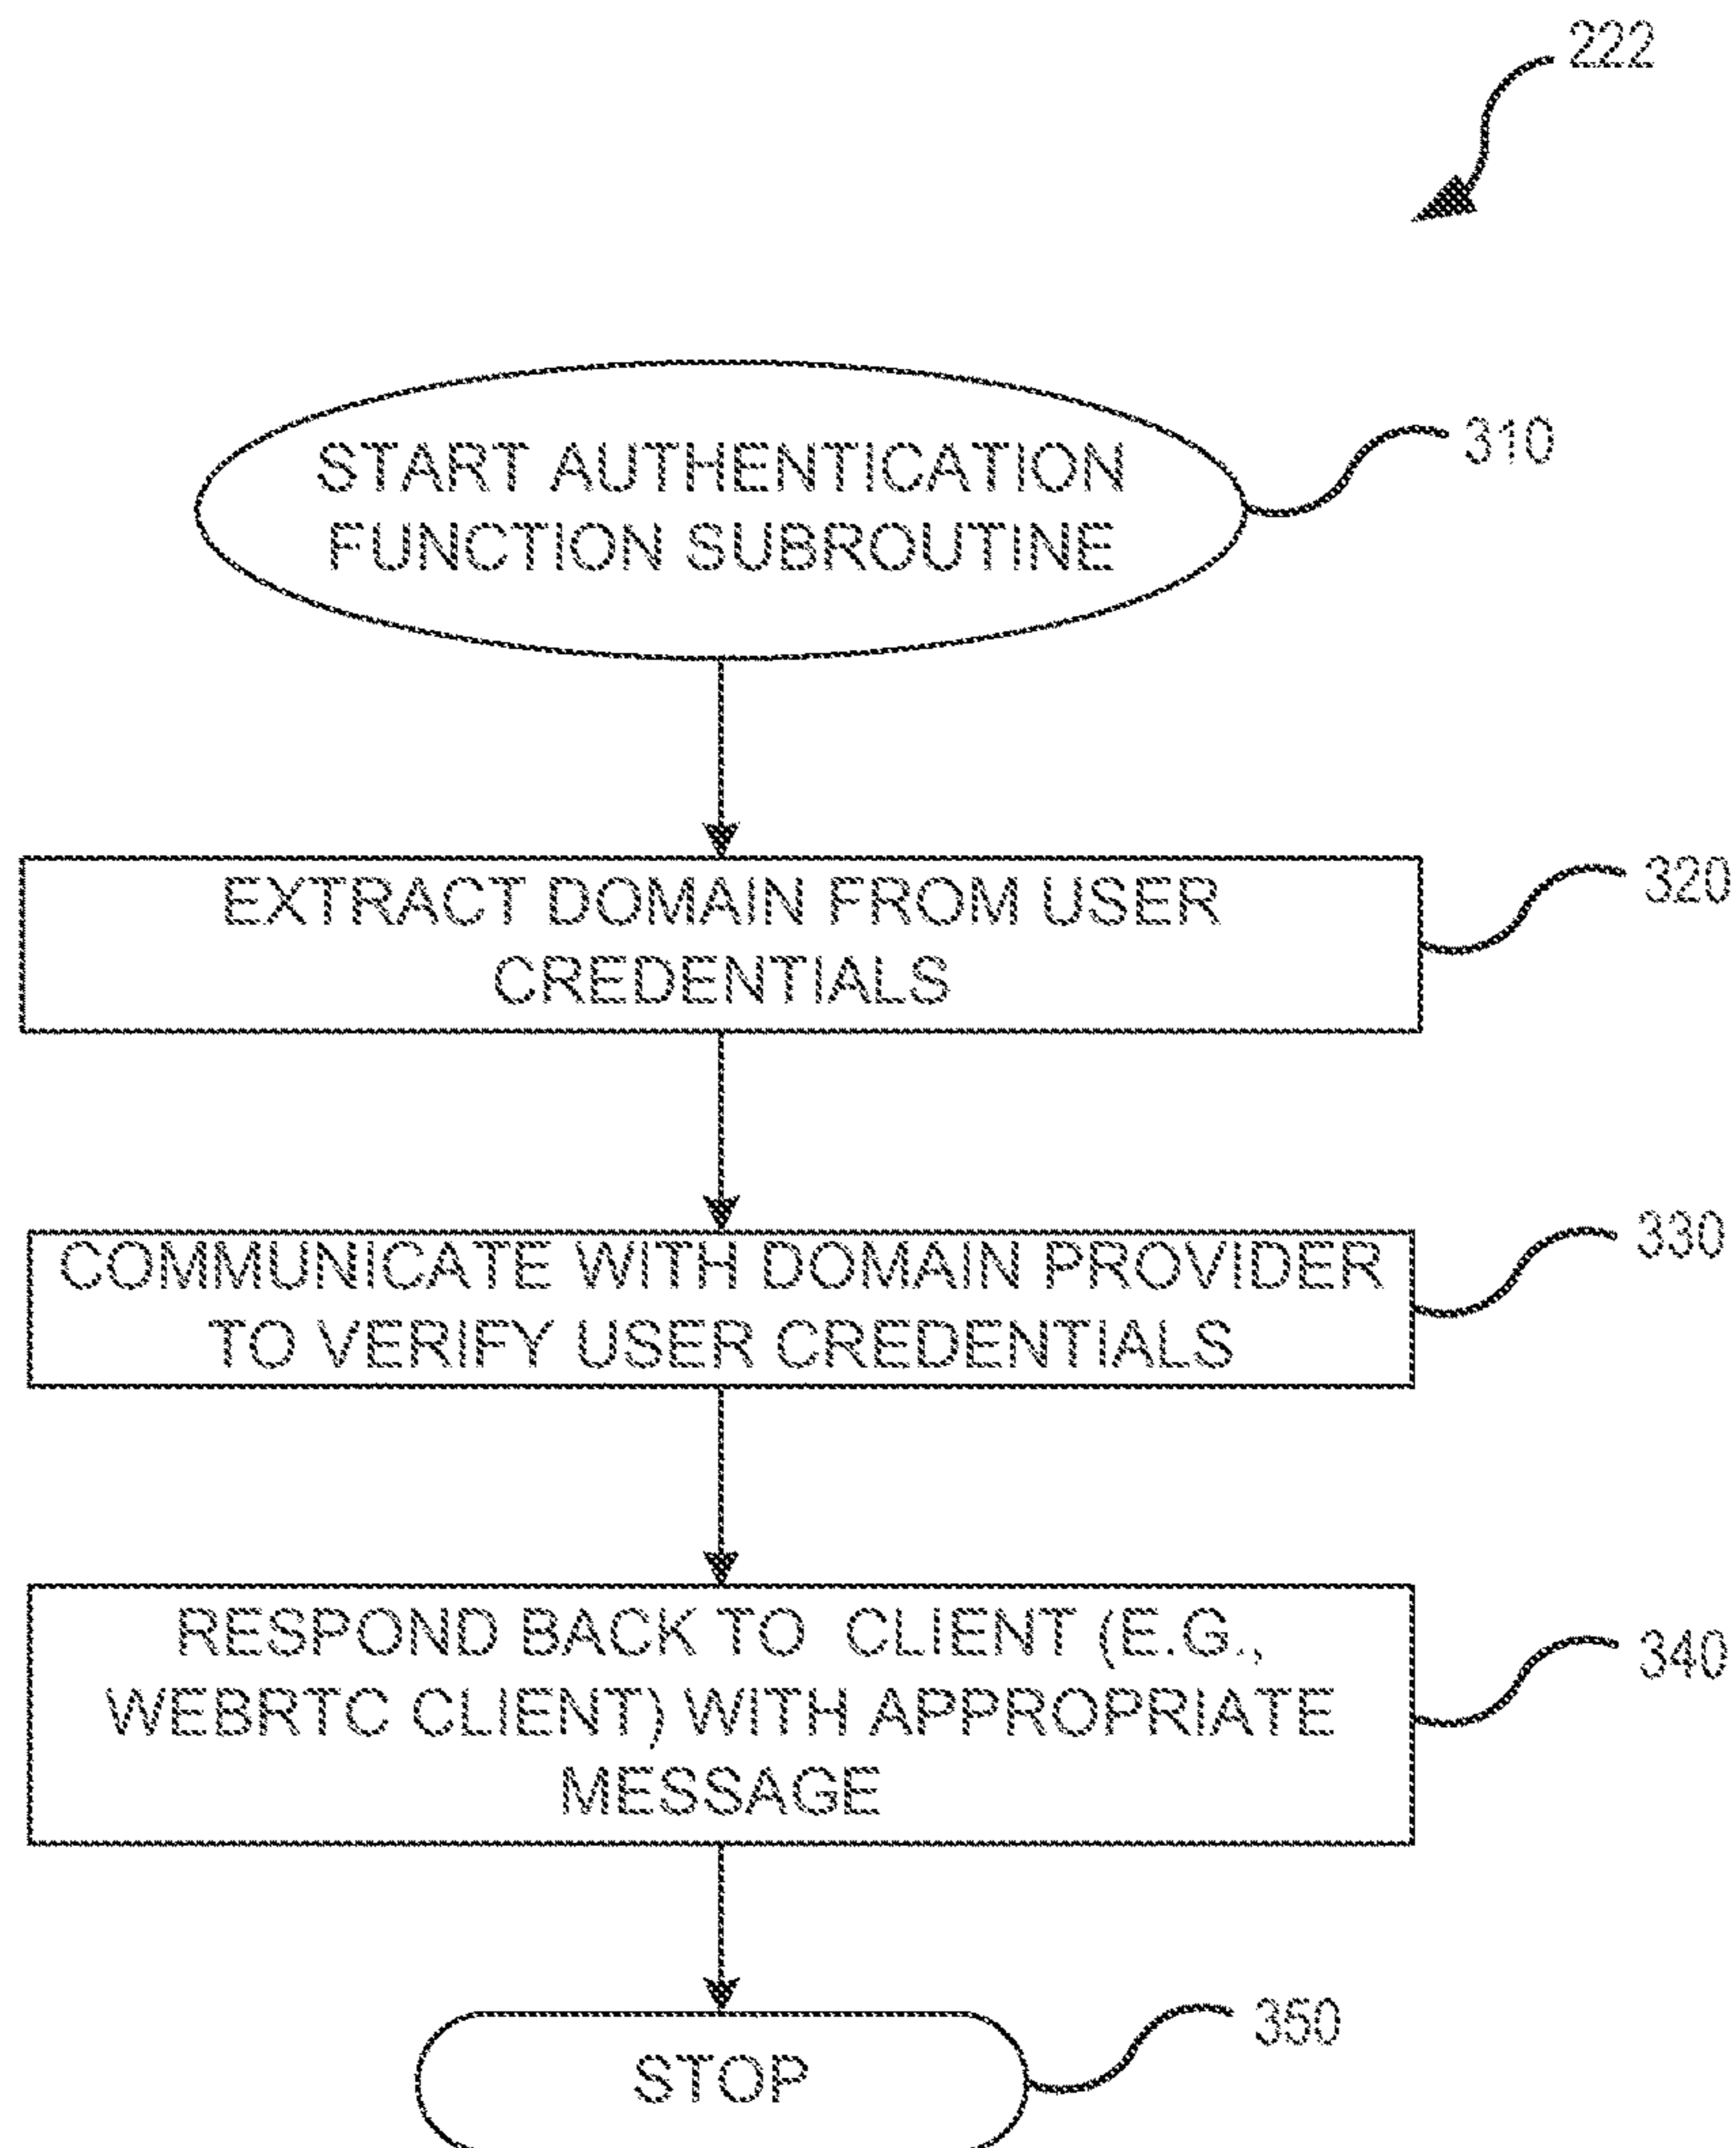 222
START AUTHENTICATION
FUNCTION SUBROUTINE
310
EXTRACT DOMAIN FROM USER
CREDENTIALS
320
COMMUNICATE WITH DOMAIN PROVIDER
TO VERIFY USER CREDENTIALS
330
RESPOND BACK TO CLIENT (E.G.,
WEBRTC CLIENT) WITH APPROPRIATE
MESSAGE
340
STOP
350